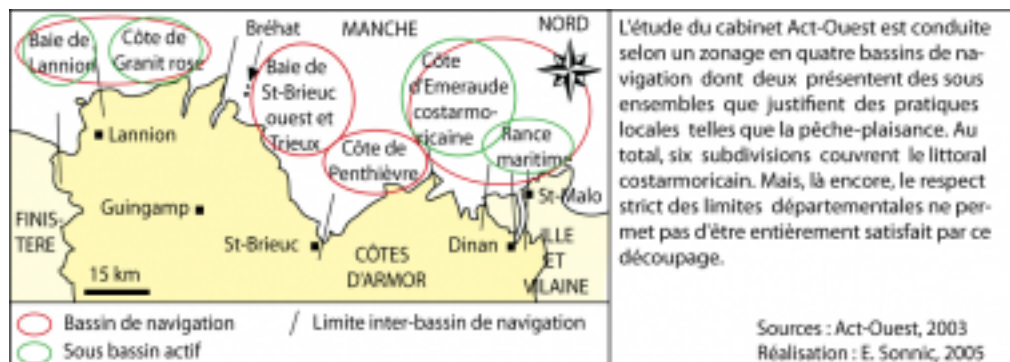 Baie de
Lannion
Côte de
Granit rose
Bréhat
MANCHE
NORD
Baie de
St-Brieuc
ouest et
Trieux
Côte
d'Emeraude
costarmo-
ricaine
Rance
maritime
Côte de
Penthièvre
Lannion
Guingamp
St-Malo
FINIS-
TERE
St-Brieuc
Dinan
CÔTES
D'ARMOR
ILLE
ET
VILAINE
15 km
Bassin de navigation
Limite inter-bassin de navigation
Sous bassin actif
L'étude du cabinet Act-Ouest est conduite
selon un zonage en quatre bassins de na-
vigation dont deux présentent des sous
ensembles que justifient des pratiques
locales telles que la pêche-plaisance. Au
total, six subdivisions couvrent le littoral
costarmoricain. Mais, là encore, le respect
strict des limites départementales ne per-
met pas d'être entièrement satisfait par ce
découpage.
Sources : Act-Ouest, 2003
Réalisation : E. Sonnic, 2005